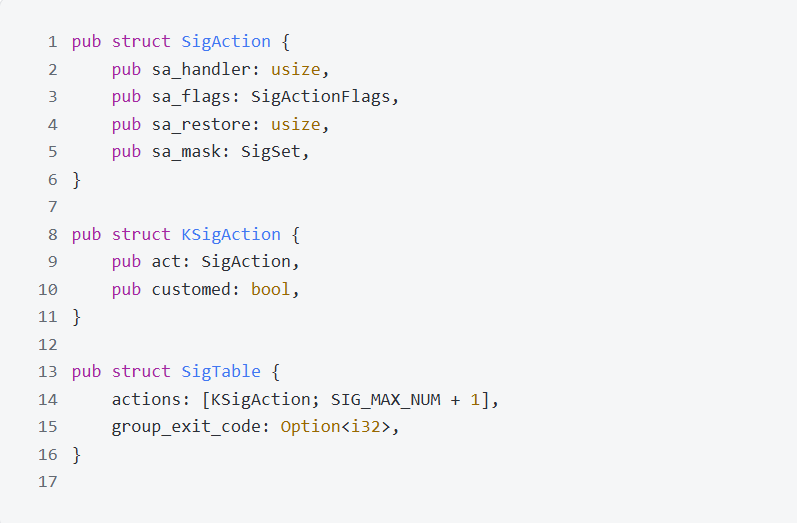 1 pub struct SigAction {
2     pub sa_handler: usize,
3     pub sa_flags: SigActionFlags,
4     pub sa_restore: usize,
5     pub sa_mask: SigSet,
6 }
7
8 pub struct KSigAction {
9     pub act: SigAction,
10     pub customed: bool,
11 }
12
13 pub struct SigTable {
14     actions: [KSigAction; SIG_MAX_NUM + 1],
15     group_exit_code: Option<i32>,
16 }
17